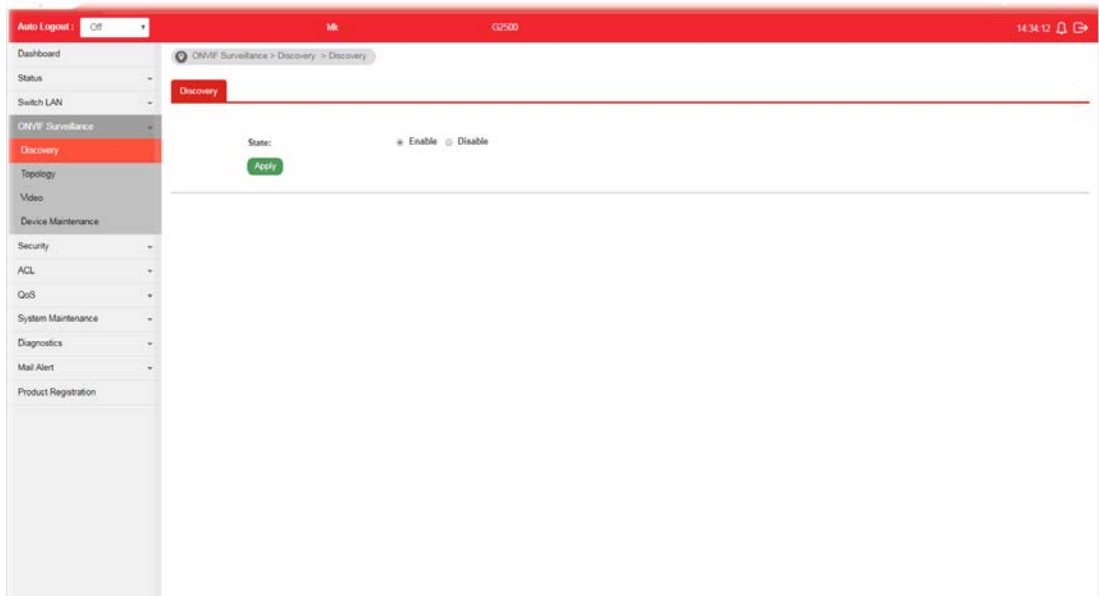 Auto Logout : Off Mk G2500 14:34:12
Dashboard
Status
Switch LAN
ONVIF Surveillance
Discovery
Topology
Video
Device Maintenance
Security
ACL
QoS
System Maintenance
Diagnostics
Mail Alert
Product Registration
ONVIF Surveillance > Discovery > Discovery
Discovery
State: Enable Disable
Apply